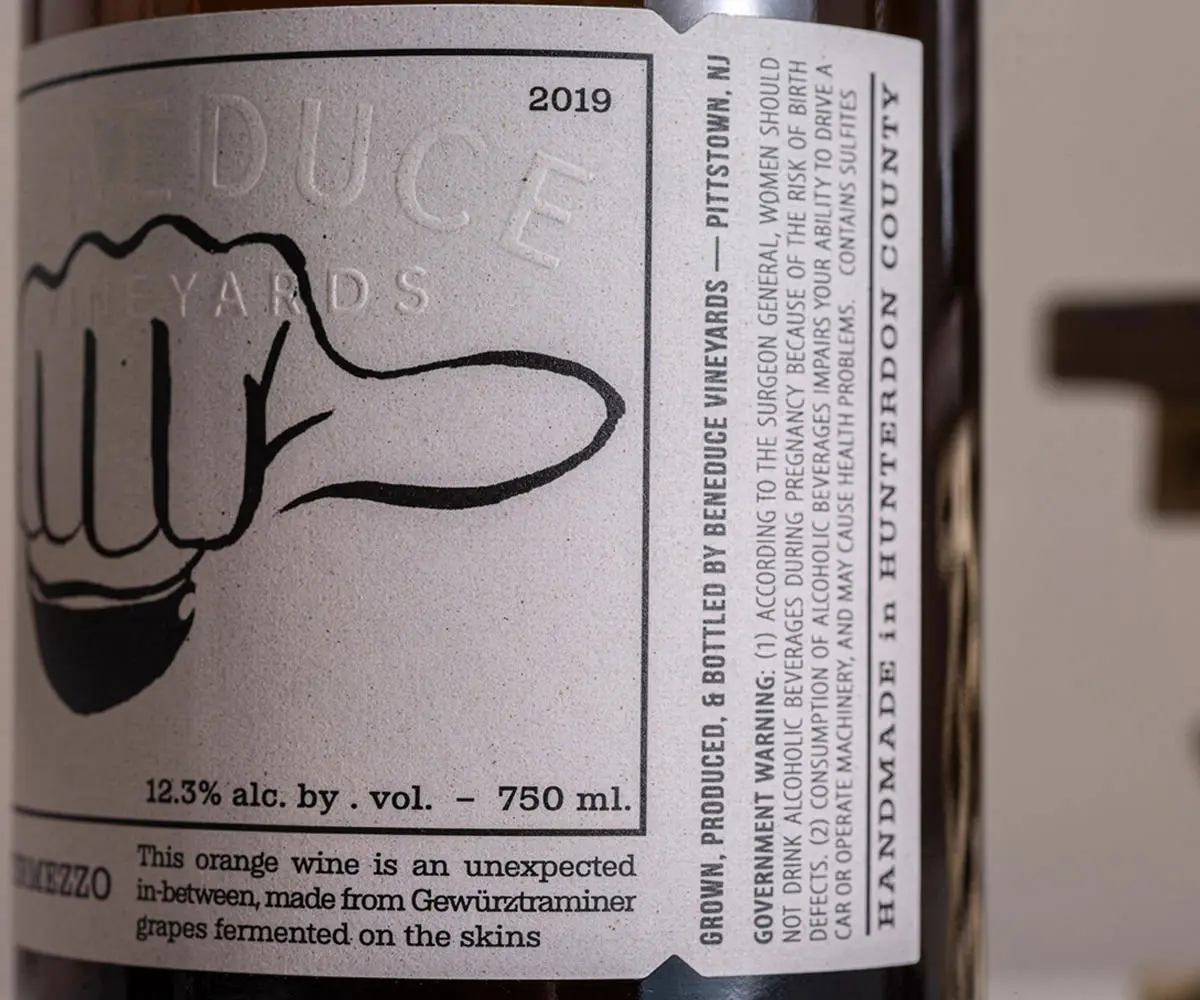 2019
EDUCE
NEYARDS
12.3% alc. by . vol. – 750 ml.
RMEZZO
This orange wine is an unexpected
in-between, made from Gewürztraminer
grapes fermented on the skins
GROWN, PRODUCED, & BOTTLED BY BENEDUCE VINEYARDS — PITTSTOWN, NJ
GOVERNMENT WARNING: (1) ACCORDING TO THE SURGEON GENERAL, WOMEN SHOULD
NOT DRINK ALCOHOLIC BEVERAGES DURING PREGNANCY BECAUSE OF THE RISK OF BIRTH
DEFECTS. (2) CONSUMPTION OF ALCOHOLIC BEVERAGES IMPAIRS YOUR ABILITY TO DRIVE A
CAR OR OPERATE MACHINERY, AND MAY CAUSE HEALTH PROBLEMS. CONTAINS SULFITES
HANDMADE in HUNTERDON COUNTY